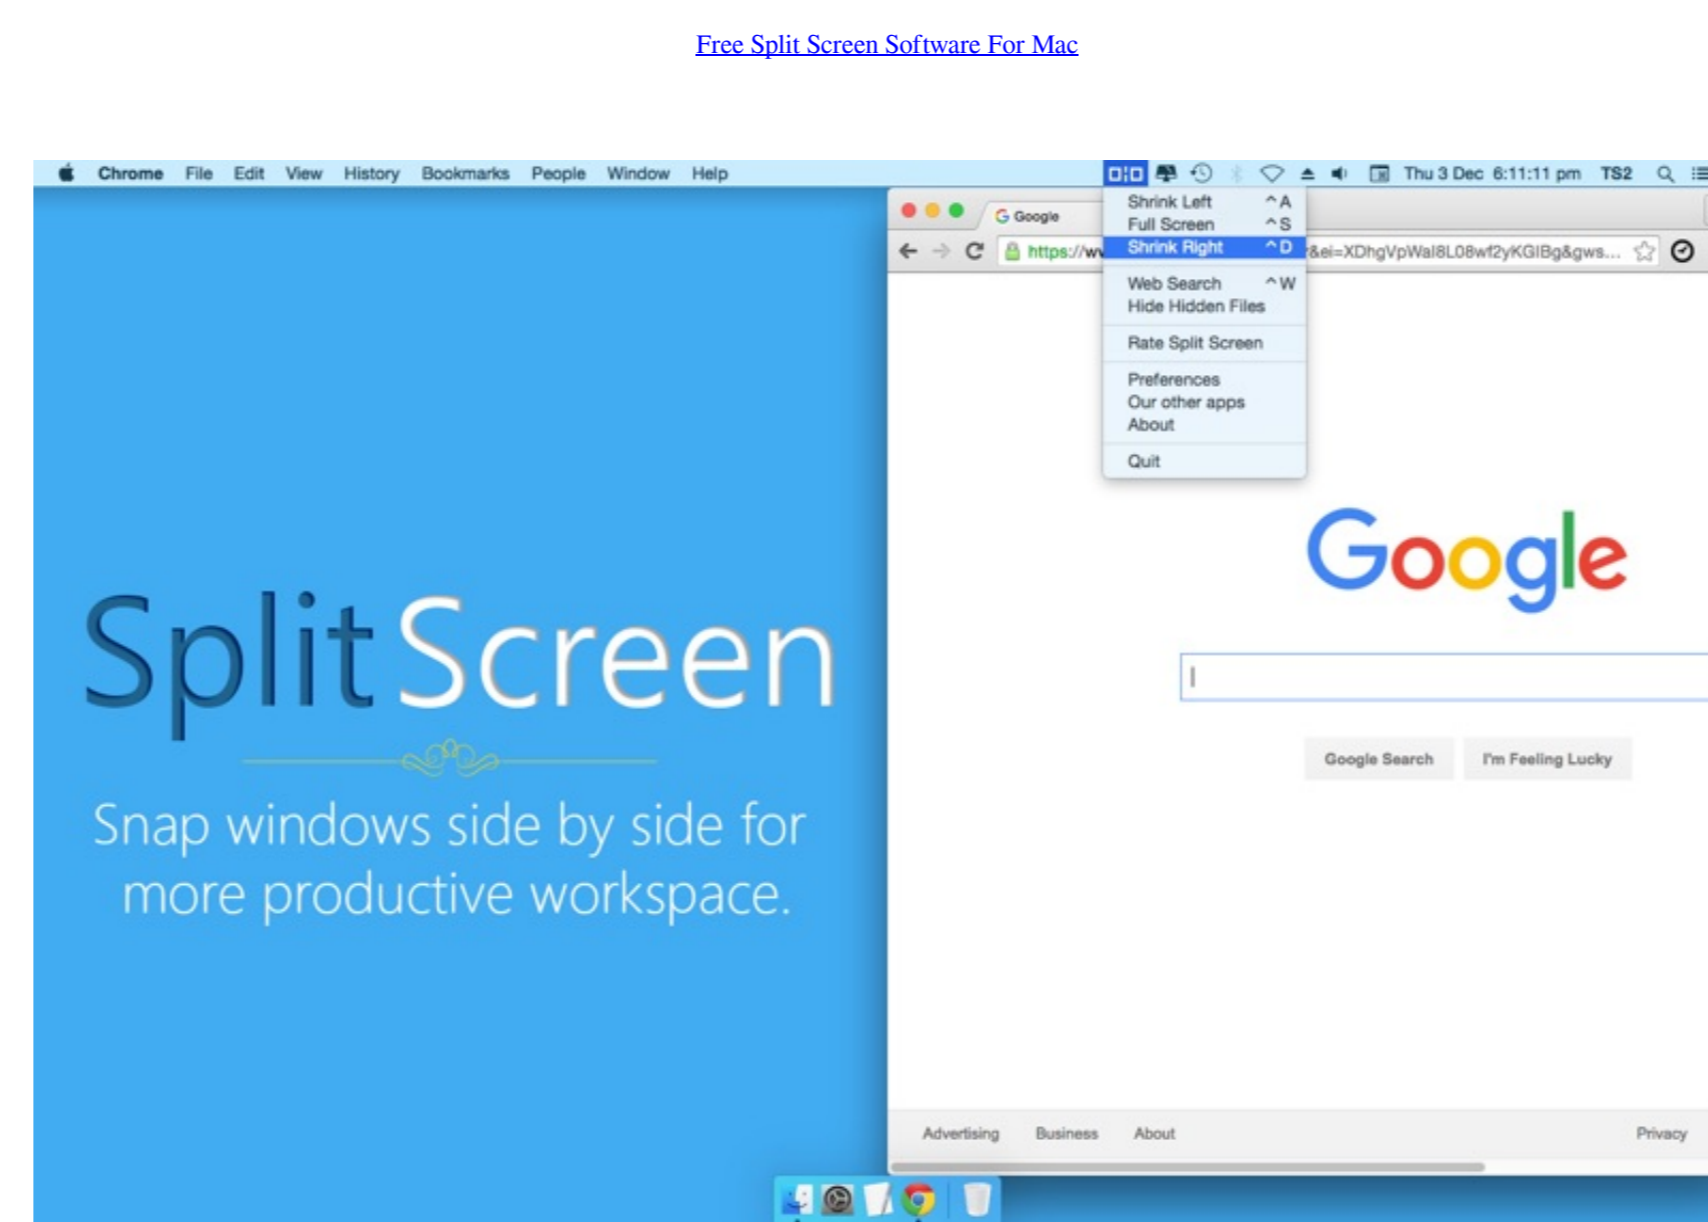 Free Split Screen Software For Mac
Chrome File Edit View History Bookmarks People Window Help Thu 3 Dec 6:11:11 pm TS2
Google
https://w
&ei=XDhgVpWaI8L08wf2yKGIBg&gws...
Shrink Left ^A
Full Screen ^S
Shrink Right ^D
Web Search ^W
Hide Hidden Files
Rate Split Screen
Preferences
Our other apps
About
Quit
Google
Split Screen
Google Search I'm Feeling Lucky
Snap windows side by side for
more productive workspace.
Advertising Business About Privacy